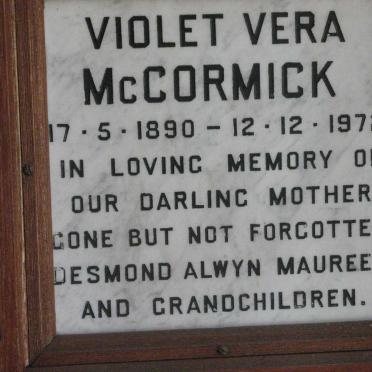 VIOLET VERA
McCORMICK
17 · 5 · 1890 – 12 · 12 · 197
IN LOVING MEMORY O
OUR DARLING MOTHER
GONE BUT NOT FORGOTTE
DESMOND ALWYN MAUREE
AND GRANDCHILDREN.